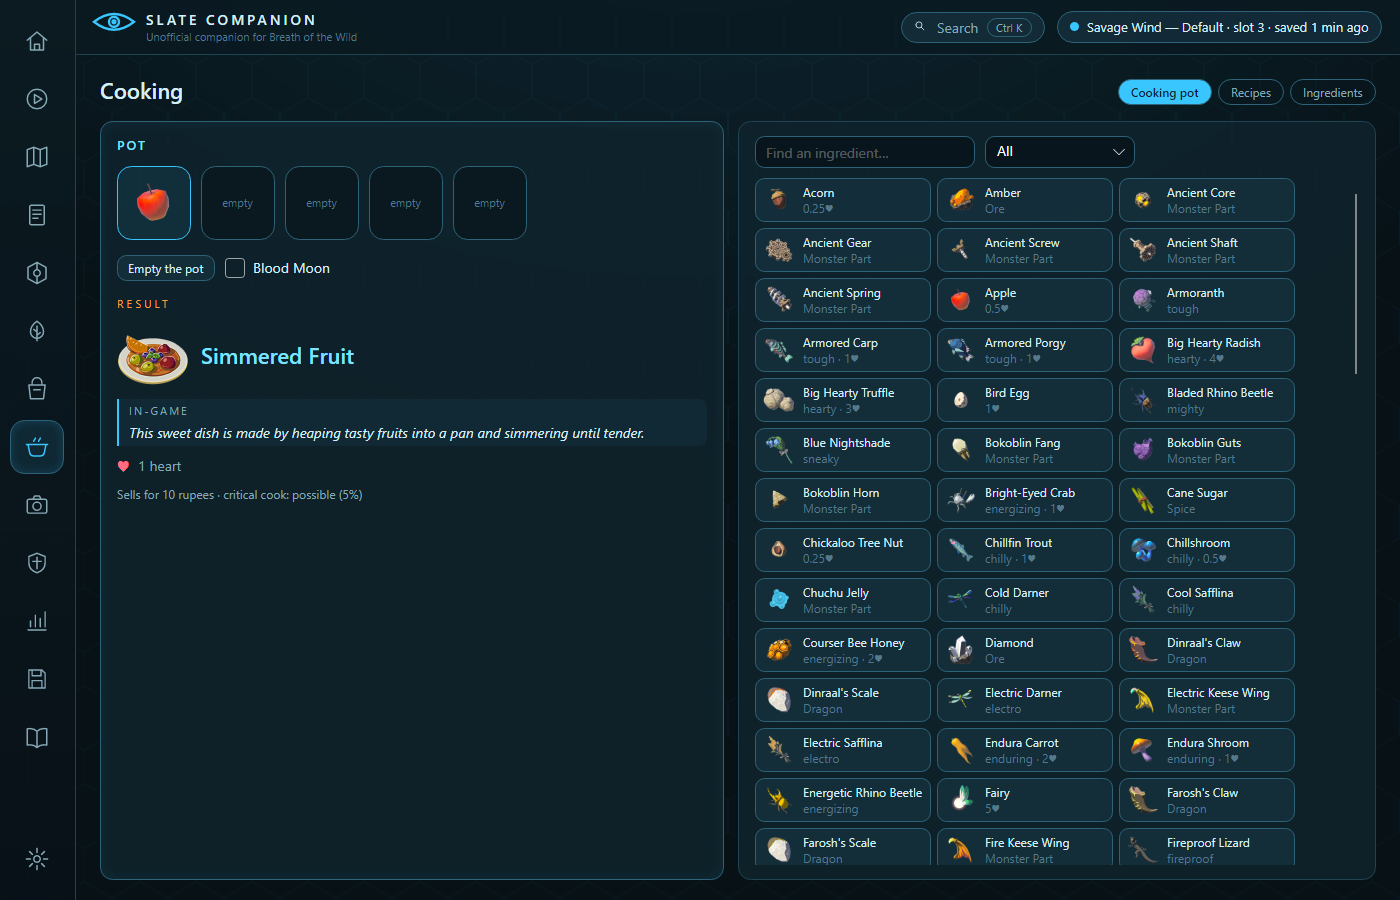 SLATE COMPANION
Unofficial companion for Breath of the Wild
Search Ctrl K
Savage Wind — Default · slot 3 · saved 1 min ago
Cooking
Cooking pot
Recipes
Ingredients
POT
empty
empty
empty
empty
Empty the pot
Blood Moon
RESULT
Simmered Fruit
IN-GAME
This sweet dish is made by heaping tasty fruits into a pan and simmering until tender.
1 heart
Sells for 10 rupees · critical cook: possible (5%)
Find an ingredient...
All
Acorn
0.25♥
Amber
Ore
Ancient Core
Monster Part
Ancient Gear
Monster Part
Ancient Screw
Monster Part
Ancient Shaft
Monster Part
Ancient Spring
Monster Part
Apple
0.5♥
Armoranth
tough
Armored Carp
tough · 1♥
Armored Porgy
tough · 1♥
Big Hearty Radish
hearty · 4♥
Big Hearty Truffle
hearty · 3♥
Bird Egg
1♥
Bladed Rhino Beetle
mighty
Blue Nightshade
sneaky
Bokoblin Fang
Monster Part
Bokoblin Guts
Monster Part
Bokoblin Horn
Monster Part
Bright-Eyed Crab
energizing · 1♥
Cane Sugar
Spice
Chickaloo Tree Nut
0.25♥
Chillfin Trout
chilly · 1♥
Chillshroom
chilly · 0.5♥
Chuchu Jelly
Monster Part
Cold Darner
chilly
Cool Safflina
chilly
Courser Bee Honey
energizing · 2♥
Diamond
Ore
Dinraal's Claw
Dragon
Dinraal's Scale
Dragon
Electric Darner
electro
Electric Keese Wing
Monster Part
Electric Safflina
electro
Endura Carrot
enduring · 2♥
Endura Shroom
enduring · 1♥
Energetic Rhino Beetle
energizing
Fairy
5♥
Farosh's Claw
Dragon
Farosh's Scale
Dragon
Fire Keese Wing
Monster Part
Fireproof Lizard
fireproof